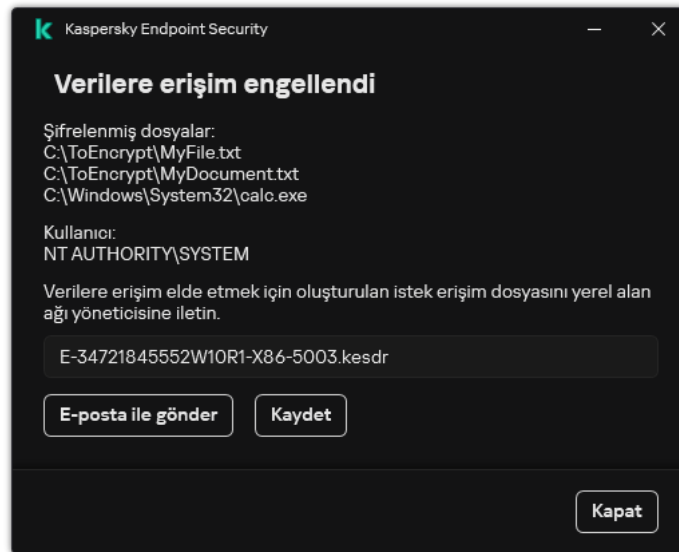 Kaspersky Endpoint Security
Verilere erişim engellendi
Şifrelenmiş dosyalar:
C:\ToEncrypt\MyFile.txt
C:\ToEncrypt\MyDocument.txt
C:\Windows\System32\calc.exe
Kullanıcı:
NT AUTHORITY\SYSTEM
Verilere erişim elde etmek için oluşturulan istek erişim dosyasını yerel alan
ağı yöneticisine iletin.
E-34721845552W10R1-X86-5003.kesdr
E-posta ile gönder
Kaydet
Kapat